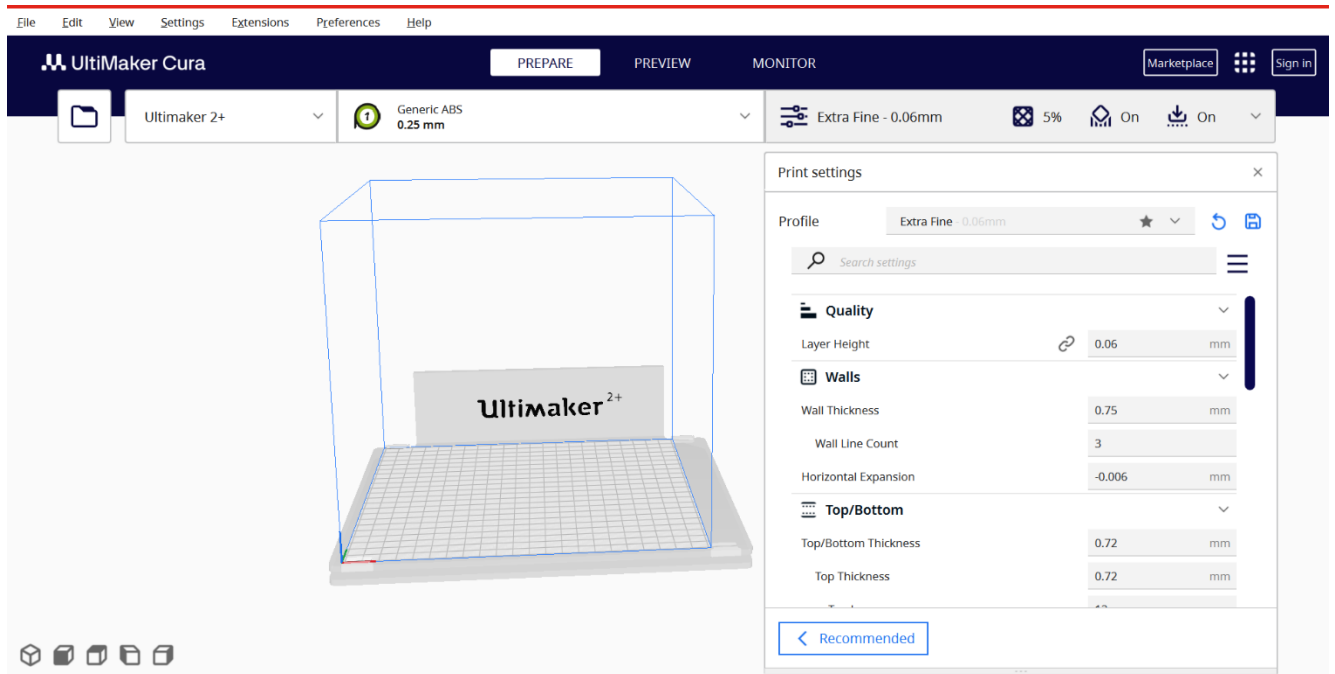 File Edit View Settings Extensions Preferences Help
UltiMaker Cura PREPARE PREVIEW MONITOR Marketplace Sign in
Ultimaker 2+
1
Generic ABS
0.25 mm
Extra Fine - 0.06mm 5% On On
Print settings
Profile Extra Fine - 0.06mm
Search settings
Quality
Layer Height 0.06 mm
Walls
Wall Thickness 0.75 mm
Wall Line Count 3
Horizontal Expansion -0.006 mm
Top/Bottom
Top/Bottom Thickness 0.72 mm
Top Thickness 0.72 mm
Recommended
Ultimaker 2+